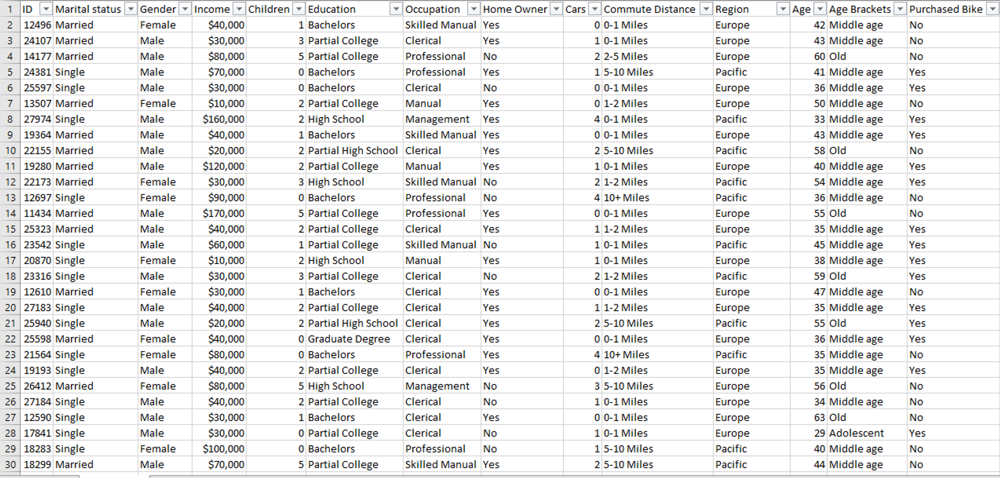 1 ID Marital status Gender Income Children Education Occupation Home Owner Cars Commute Distance Region Age Age Brackets Purchased Bike
2 12496 Married Female $40,000 1 Bachelors Skilled Manual Yes 0 0-1 Miles Europe 42 Middle age No
3 24107 Married Male $30,000 3 Partial College Clerical Yes 1 0-1 Miles Europe 43 Middle age No
4 14177 Married Male $80,000 5 Partial College Professional No 2 2-5 Miles Europe 60 Old No
5 24381 Single Male $70,000 0 Bachelors Professional Yes 1 5-10 Miles Pacific 41 Middle age Yes
6 25597 Single Male $30,000 0 Bachelors Clerical No 0 0-1 Miles Europe 36 Middle age Yes
7 13507 Married Female $10,000 2 Partial College Manual Yes 0 1-2 Miles Europe 50 Middle age No
8 27974 Single Male $160,000 2 High School Management Yes 4 0-1 Miles Pacific 33 Middle age Yes
9 19364 Married Male $40,000 1 Bachelors Skilled Manual Yes 0 0-1 Miles Europe 43 Middle age Yes
10 22155 Married Male $20,000 2 Partial High School Clerical Yes 2 5-10 Miles Pacific 58 Old No
11 19280 Married Male $120,000 2 Partial College Manual Yes 1 0-1 Miles Europe 40 Middle age Yes
12 22173 Married Female $30,000 3 High School Skilled Manual No 2 1-2 Miles Pacific 54 Middle age Yes
13 12697 Single Female $90,000 0 Bachelors Professional No 4 10+ Miles Pacific 36 Middle age No
14 11434 Married Male $170,000 5 Partial College Professional Yes 0 0-1 Miles Europe 55 Old No
15 25323 Married Male $40,000 2 Partial College Clerical Yes 1 1-2 Miles Europe 35 Middle age Yes
16 23542 Single Male $60,000 1 Partial College Skilled Manual No 1 0-1 Miles Pacific 45 Middle age Yes
17 20870 Single Female $10,000 2 High School Manual Yes 1 0-1 Miles Europe 38 Middle age Yes
18 23316 Single Male $30,000 3 Partial College Clerical No 2 1-2 Miles Pacific 59 Old Yes
19 12610 Married Female $30,000 1 Bachelors Clerical Yes 0 0-1 Miles Europe 47 Middle age No
20 27183 Single Male $40,000 2 Partial College Clerical Yes 1 1-2 Miles Europe 35 Middle age Yes
21 25940 Single Male $20,000 2 Partial High School Clerical Yes 2 5-10 Miles Pacific 55 Old Yes
22 25598 Married Female $40,000 0 Graduate Degree Clerical Yes 0 0-1 Miles Europe 36 Middle age Yes
23 21564 Single Female $80,000 0 Bachelors Professional Yes 4 10+ Miles Pacific 35 Middle age No
24 19193 Single Male $40,000 2 Partial College Clerical Yes 0 1-2 Miles Europe 35 Middle age Yes
25 26412 Married Female $80,000 5 High School Management No 3 5-10 Miles Europe 56 Old No
26 27184 Single Male $40,000 2 Partial College Clerical No 1 0-1 Miles Europe 34 Middle age No
27 12590 Single Male $30,000 1 Bachelors Clerical Yes 0 0-1 Miles Europe 63 Old No
28 17841 Single Male $30,000 0 Partial College Clerical No 1 0-1 Miles Europe 29 Adolescent Yes
29 18283 Single Female $100,000 0 Bachelors Professional No 1 5-10 Miles Pacific 40 Middle age No
30 18299 Married Male $70,000 5 Partial College Skilled Manual Yes 2 5-10 Miles Pacific 44 Middle age No